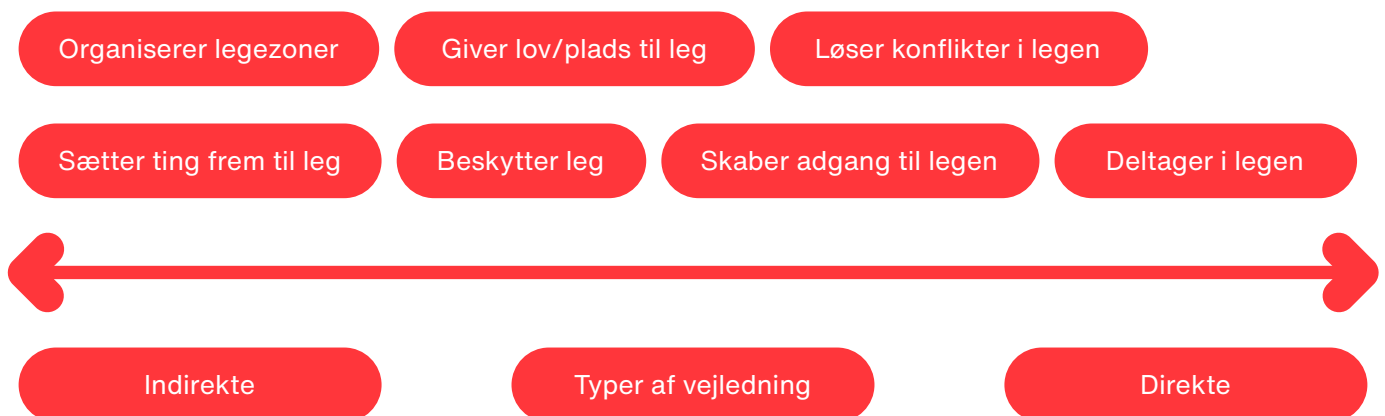 Organiserer legezoner
Giver lov/plads til leg
Løser konflikter i legen
Sætter ting frem til leg
Beskytter leg
Skaber adgang til legen
Deltager i legen
Indirekte
Typer af vejledning
Direkte